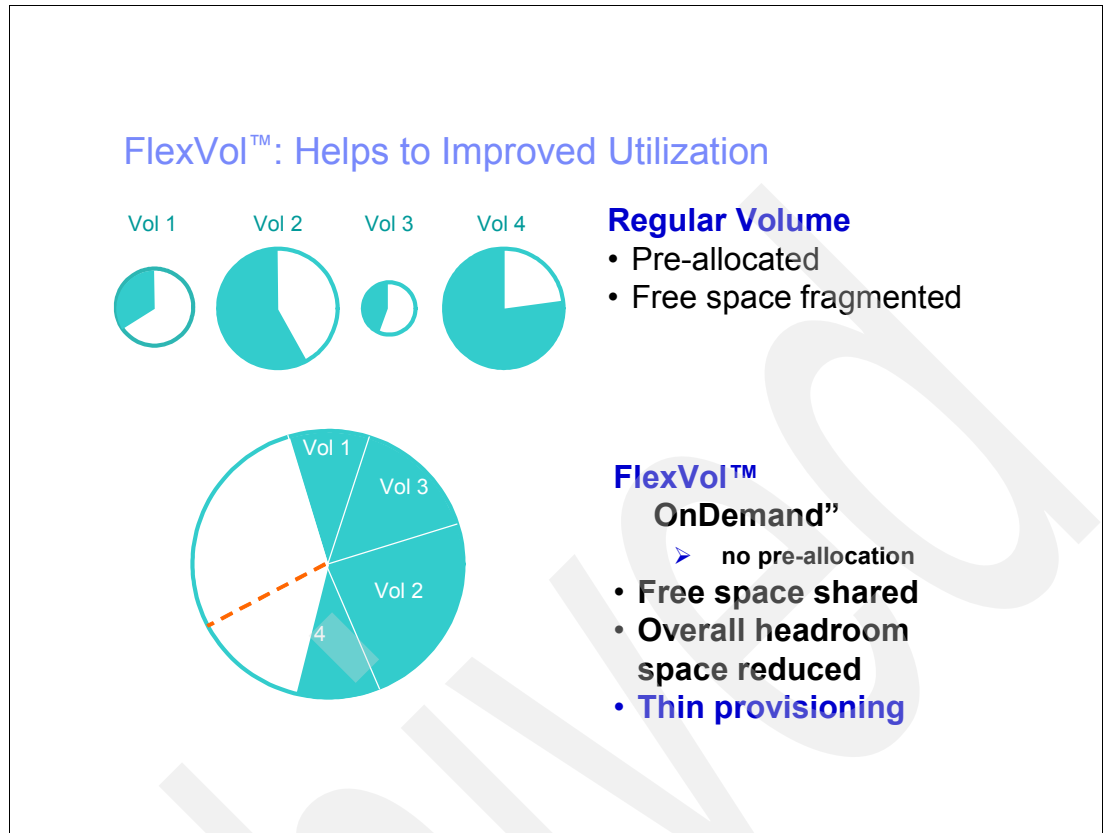 FlexVol™: Helps to Improved Utilization
Vol 1 Vol 2 Vol 3 Vol 4
Regular Volume
• Pre-allocated
• Free space fragmented
Vol 1
Vol 3
Vol 2
4
FlexVol™
OnDemand”
➢ no pre-allocation
• Free space shared
• Overall headroom
space reduced
• Thin provisioning